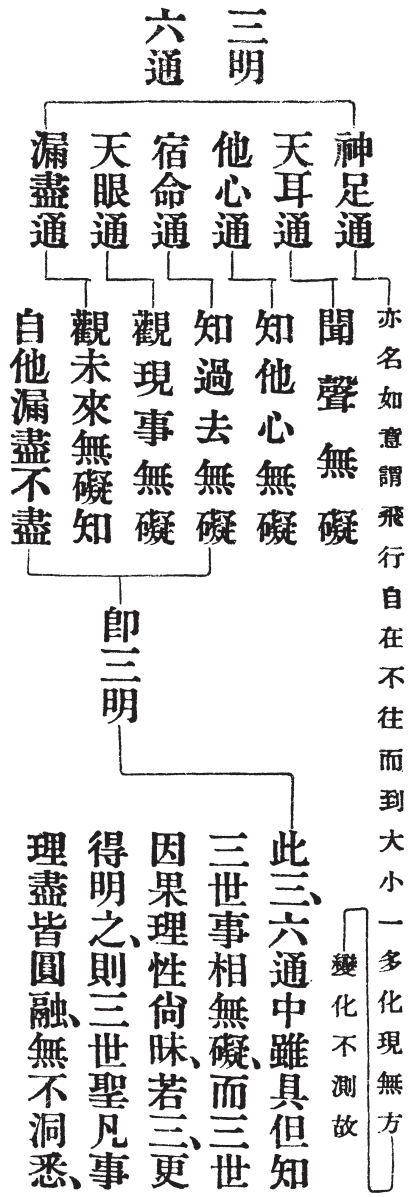 三明
六通
神足通
天耳通
他心通
宿命通
天眼通
漏盡通
亦名如意謂飛行自在不往而到大小一多化現無方
變化不測故
聞聲無礙
知他心無礙
知過去無礙
觀現事無礙
觀未來無礙知
自他漏盡不盡
卽三明
此三、六通中雖具但知
三世事相無礙、而三世
因果理性尙昧、若三、更
得明之、則三世聖凡事
理盡皆圓融、無不洞悉、